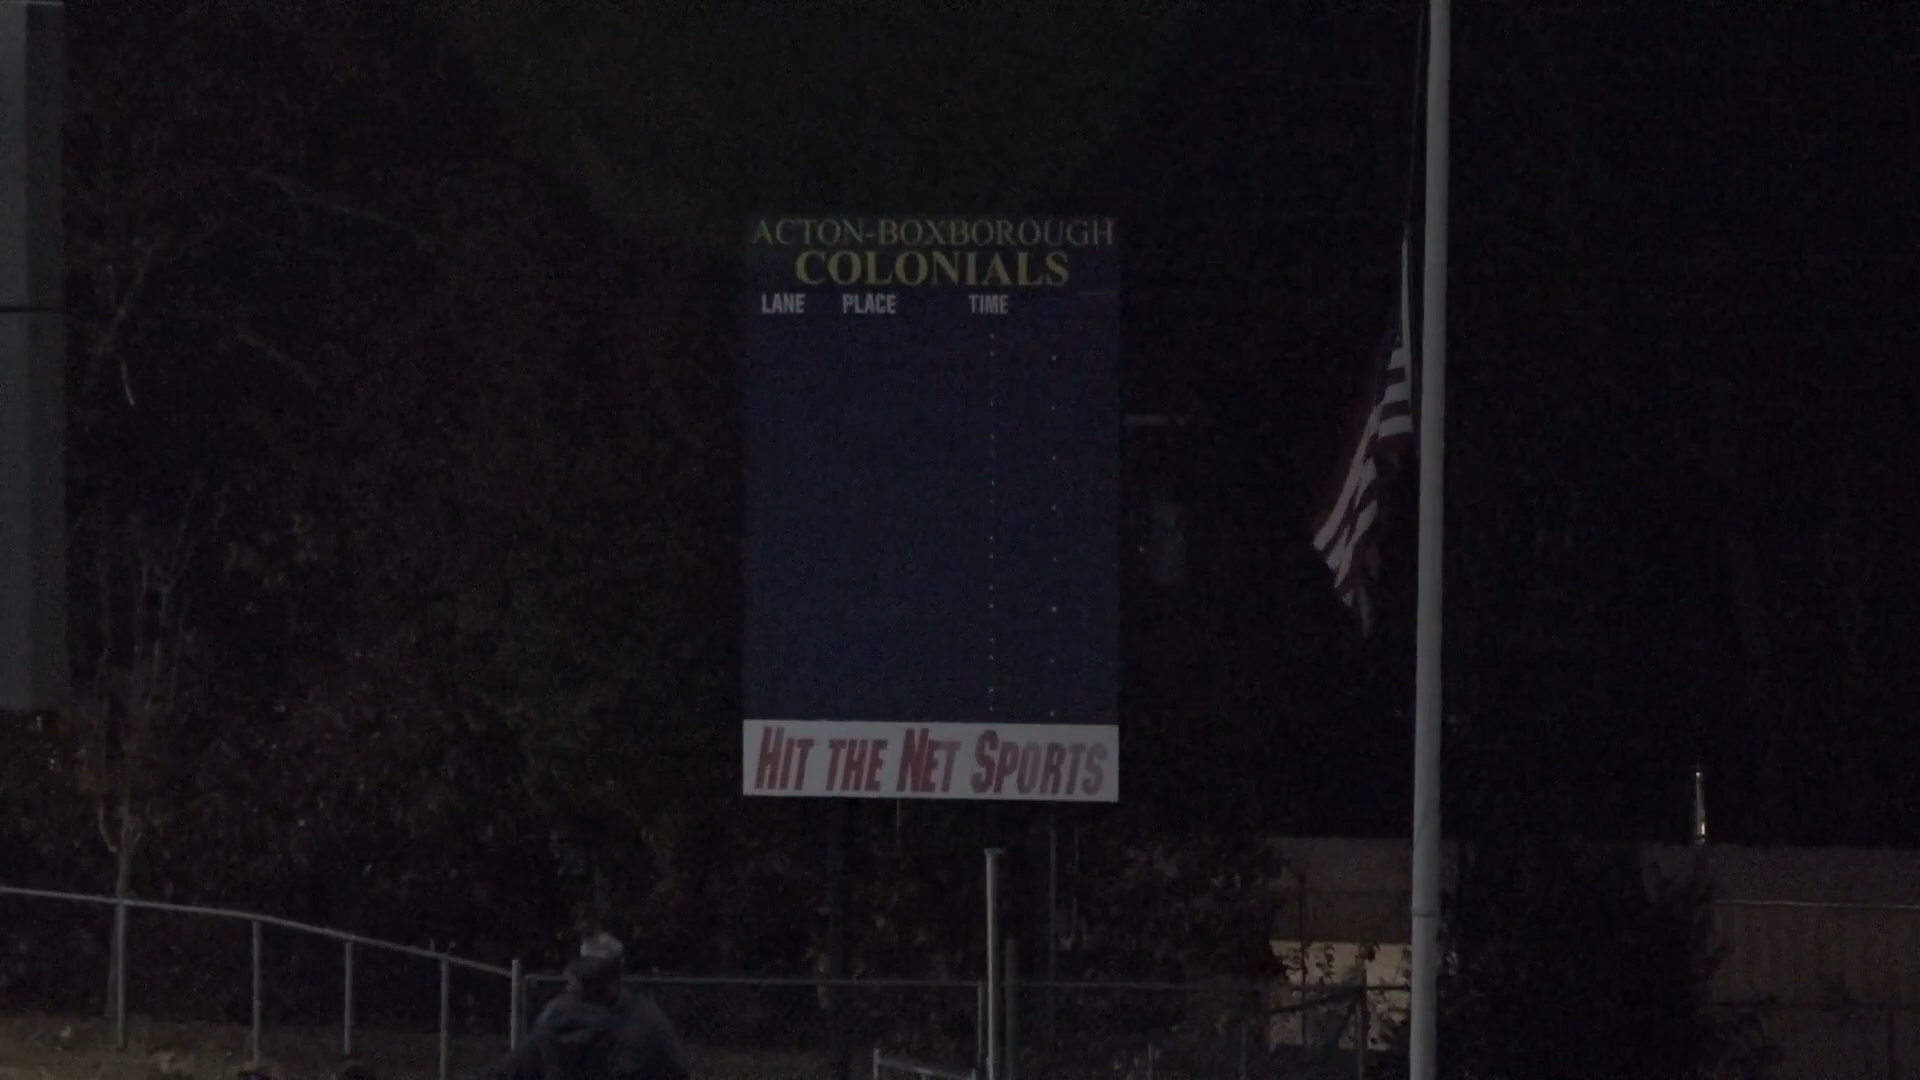 ACTON-BOXBOROUGH
COLONIALS
LANE PLACE TIME
HIT THE NET SPORTS